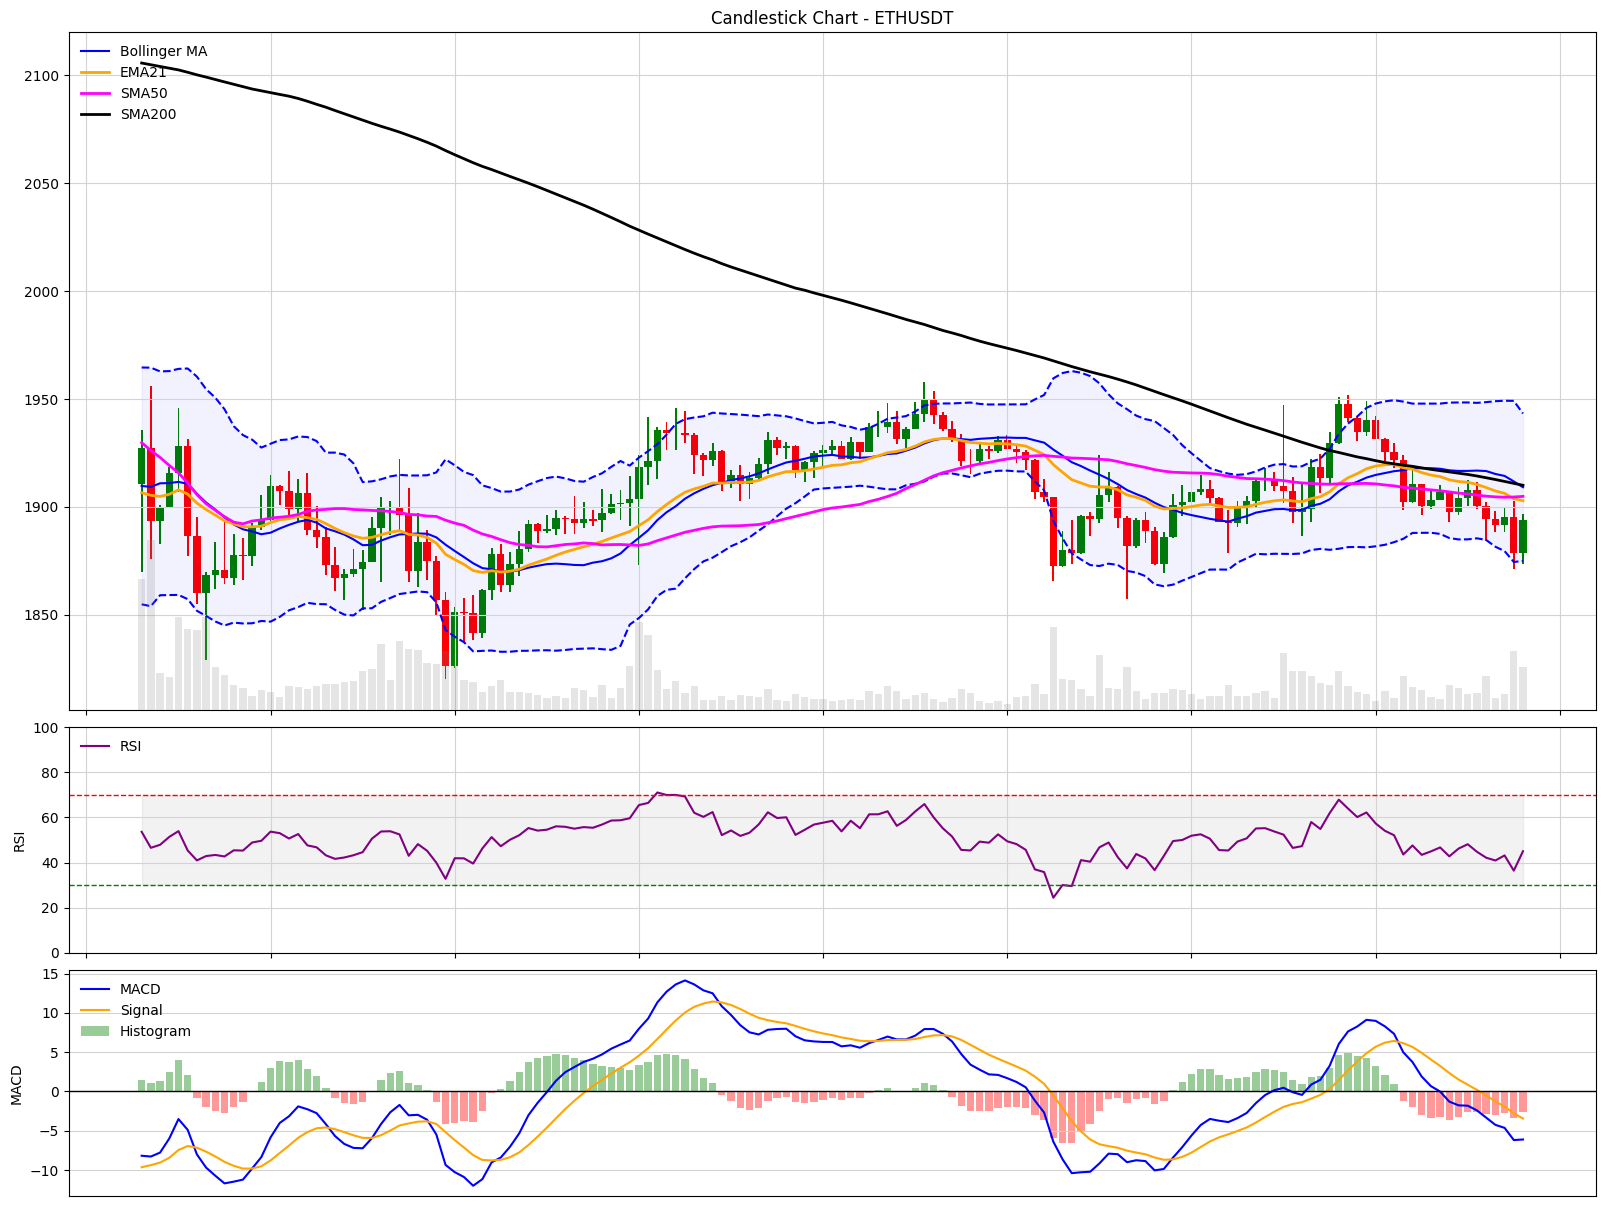 Candlestick Chart - ETHUSDT
Bollinger MA
EMA21
SMA50
SMA200
2100
2050
2000
1950
1900
1850
RSI
100
80
60
40
20
0
RSI
MACD
Signal
Histogram
15
10
5
0
−5
−10
MACD